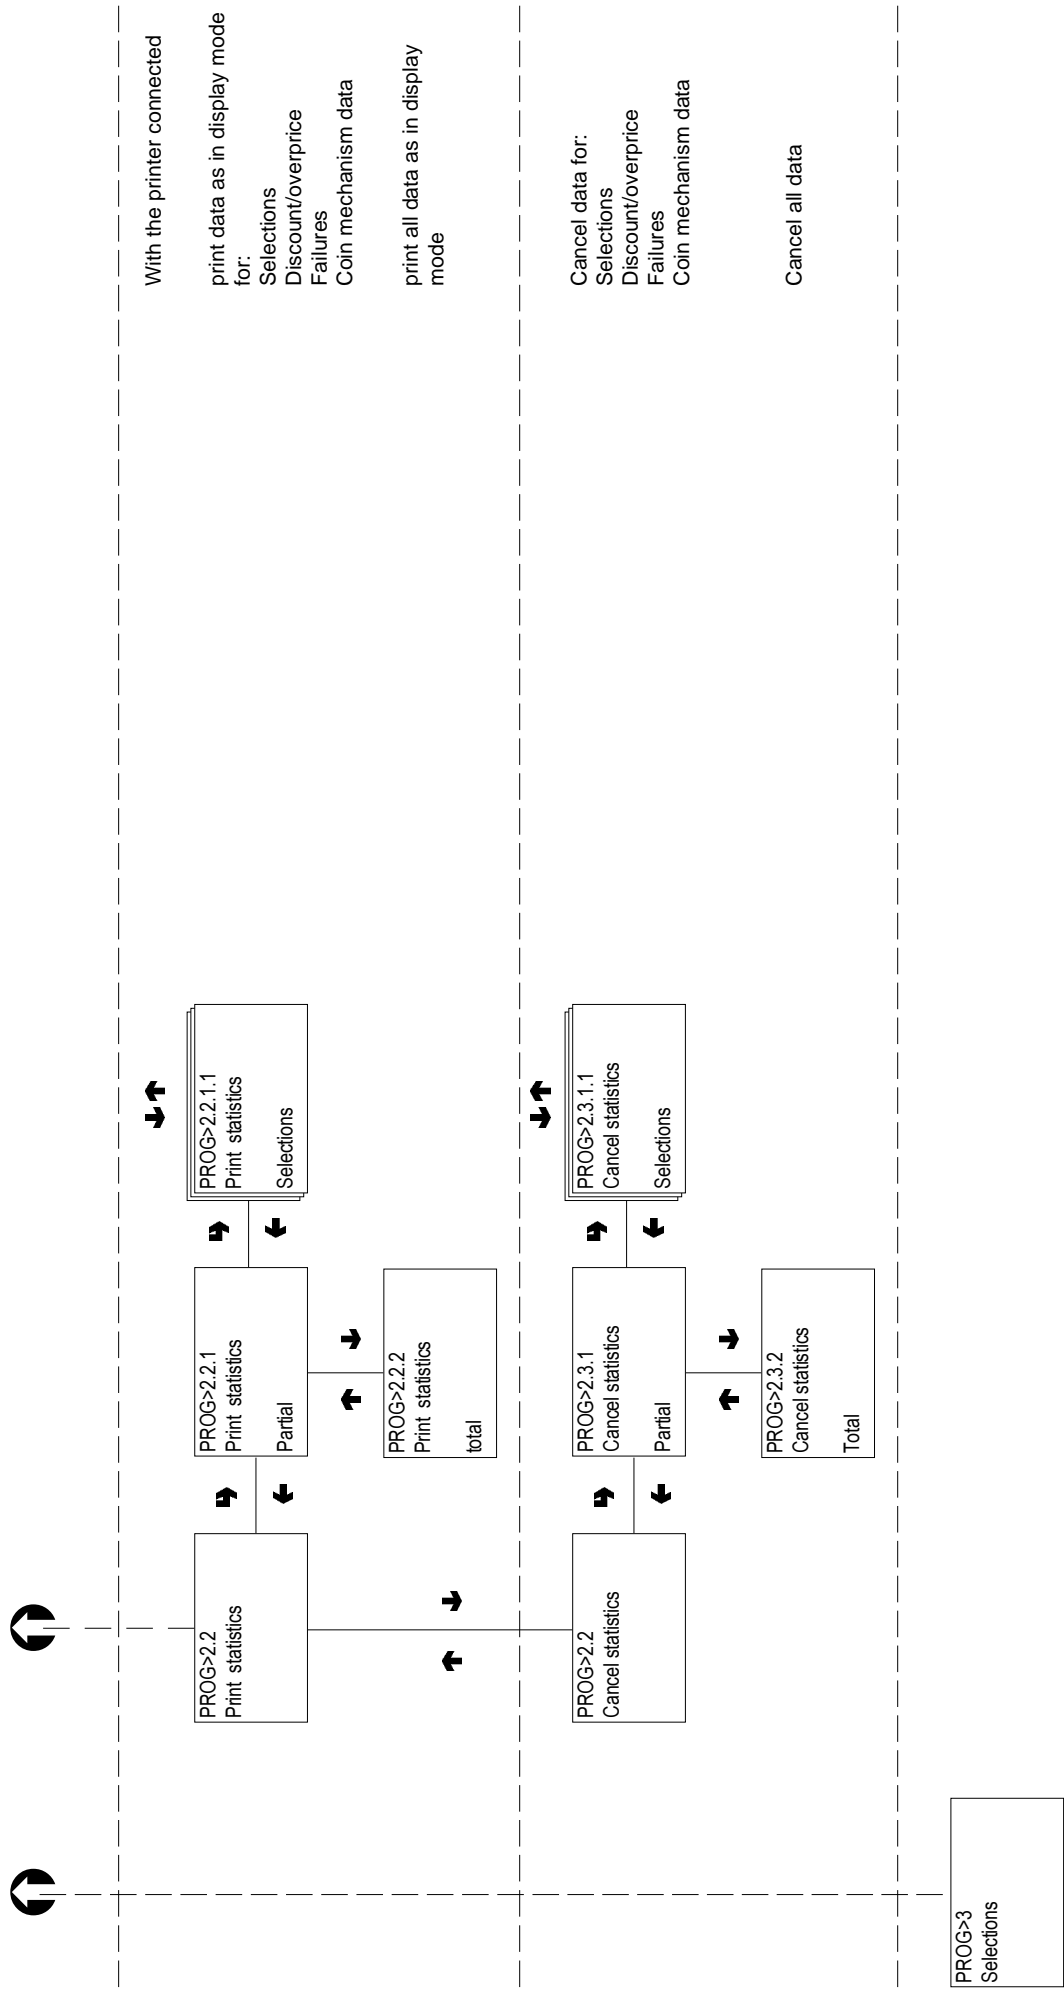 With the printer connected
PROG>2.2
Print statistics
PROG>2.2.1
Print statistics
Partial
PROG>2.2.1.1
Print statistics
Selections
print data as in display mode
for:
Selections
Discount/overprice
Failures
Coin mechanism data
PROG>2.2.2
Print statistics
total
print all data as in display
mode
PROG>2.2
Cancel statistics
PROG>2.3.1
Cancel statistics
Partial
PROG>2.3.1.1
Cancel statistics
Selections
Cancel data for:
Selections
Discount/overprice
Failures
Coin mechanism data
PROG>2.3.2
Cancel statistics
Total
Cancel all data
PROG>3
Selections